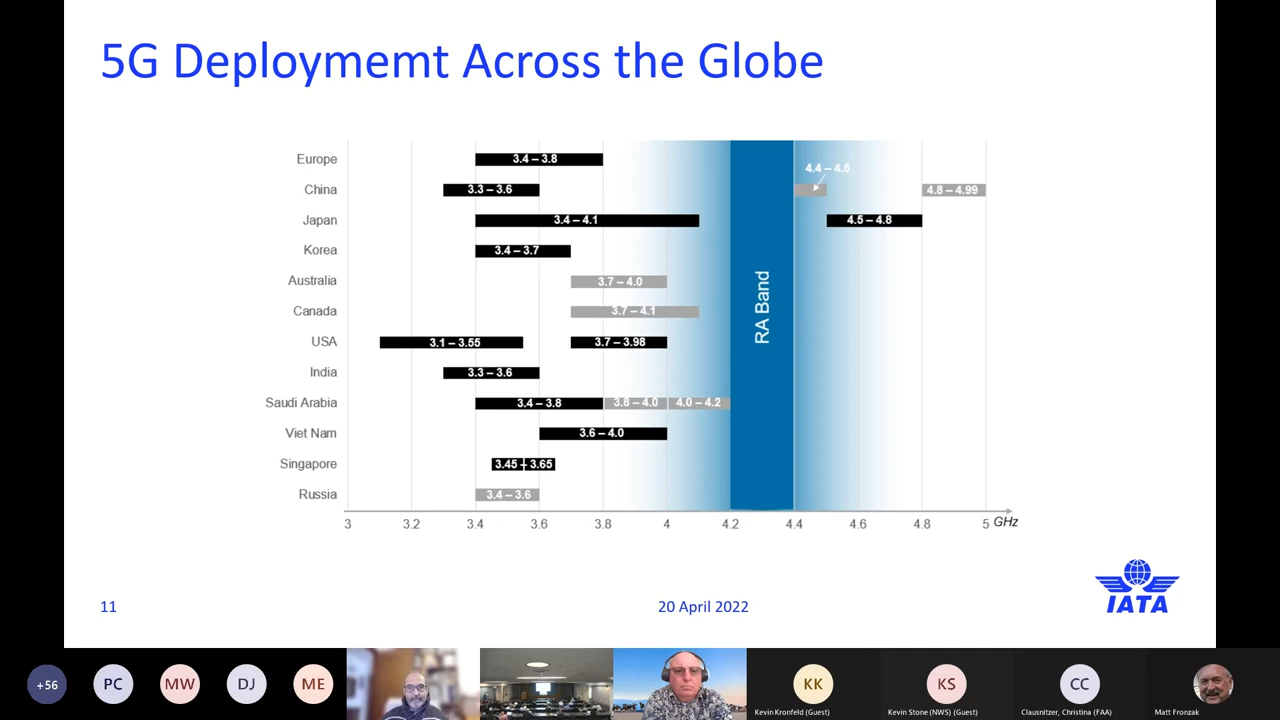 5G Deploymemt Across the Globe
Europe 3.4 – 3.8
4.4 – 4.5
China 3.3 – 3.6 4.8 – 4.99
Japan 3.4 – 4.1 4.5 – 4.8
Korea 3.4 – 3.7
Australia 3.7 – 4.0
Canada 3.7 – 4.1
USA 3.1 – 3.55 3.7 – 3.98
India 3.3 – 3.6
Saudi Arabia 3.4 – 3.8 3.8 – 4.0 4.0 – 4.2
Viet Nam 3.6 – 4.0
Singapore 3.45 – 3.65
Russia 3.4 – 3.6
RA Band
3 3.2 3.4 3.6 3.8 4 4.2 4.4 4.6 4.8 5 GHz
11 20 April 2022
IATA
+56 PC MW DJ ME KK KS CC
Kevin Kronfeld (Guest) Kevin Stone (NWS) (Guest) Clausnitzer, Christina (FAA) Matt Fronzak